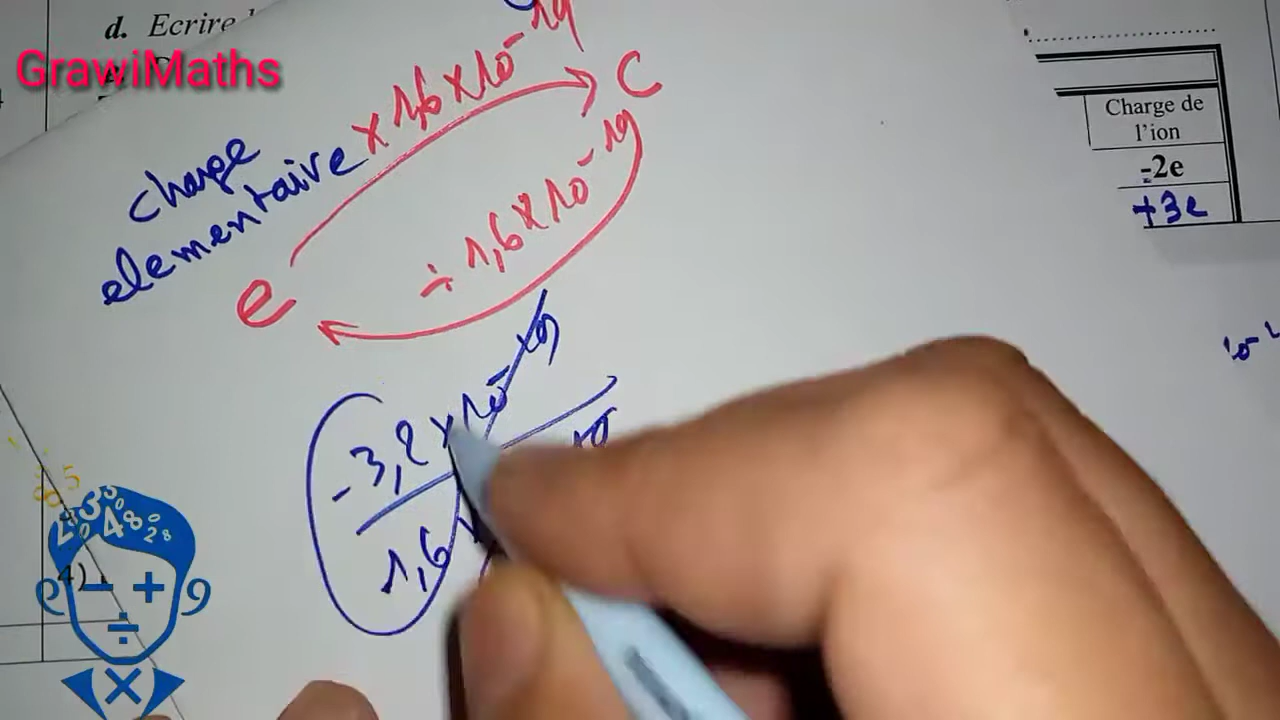 d. Ecrire
GrawiMaths
× 1,6 × 10⁻¹⁹
C
charge
elementaire
÷ 1,6 × 10⁻¹⁹
e
-3,2 × 10⁻¹⁹
1,6
Charge de
l'ion
-2e
+3e
4)